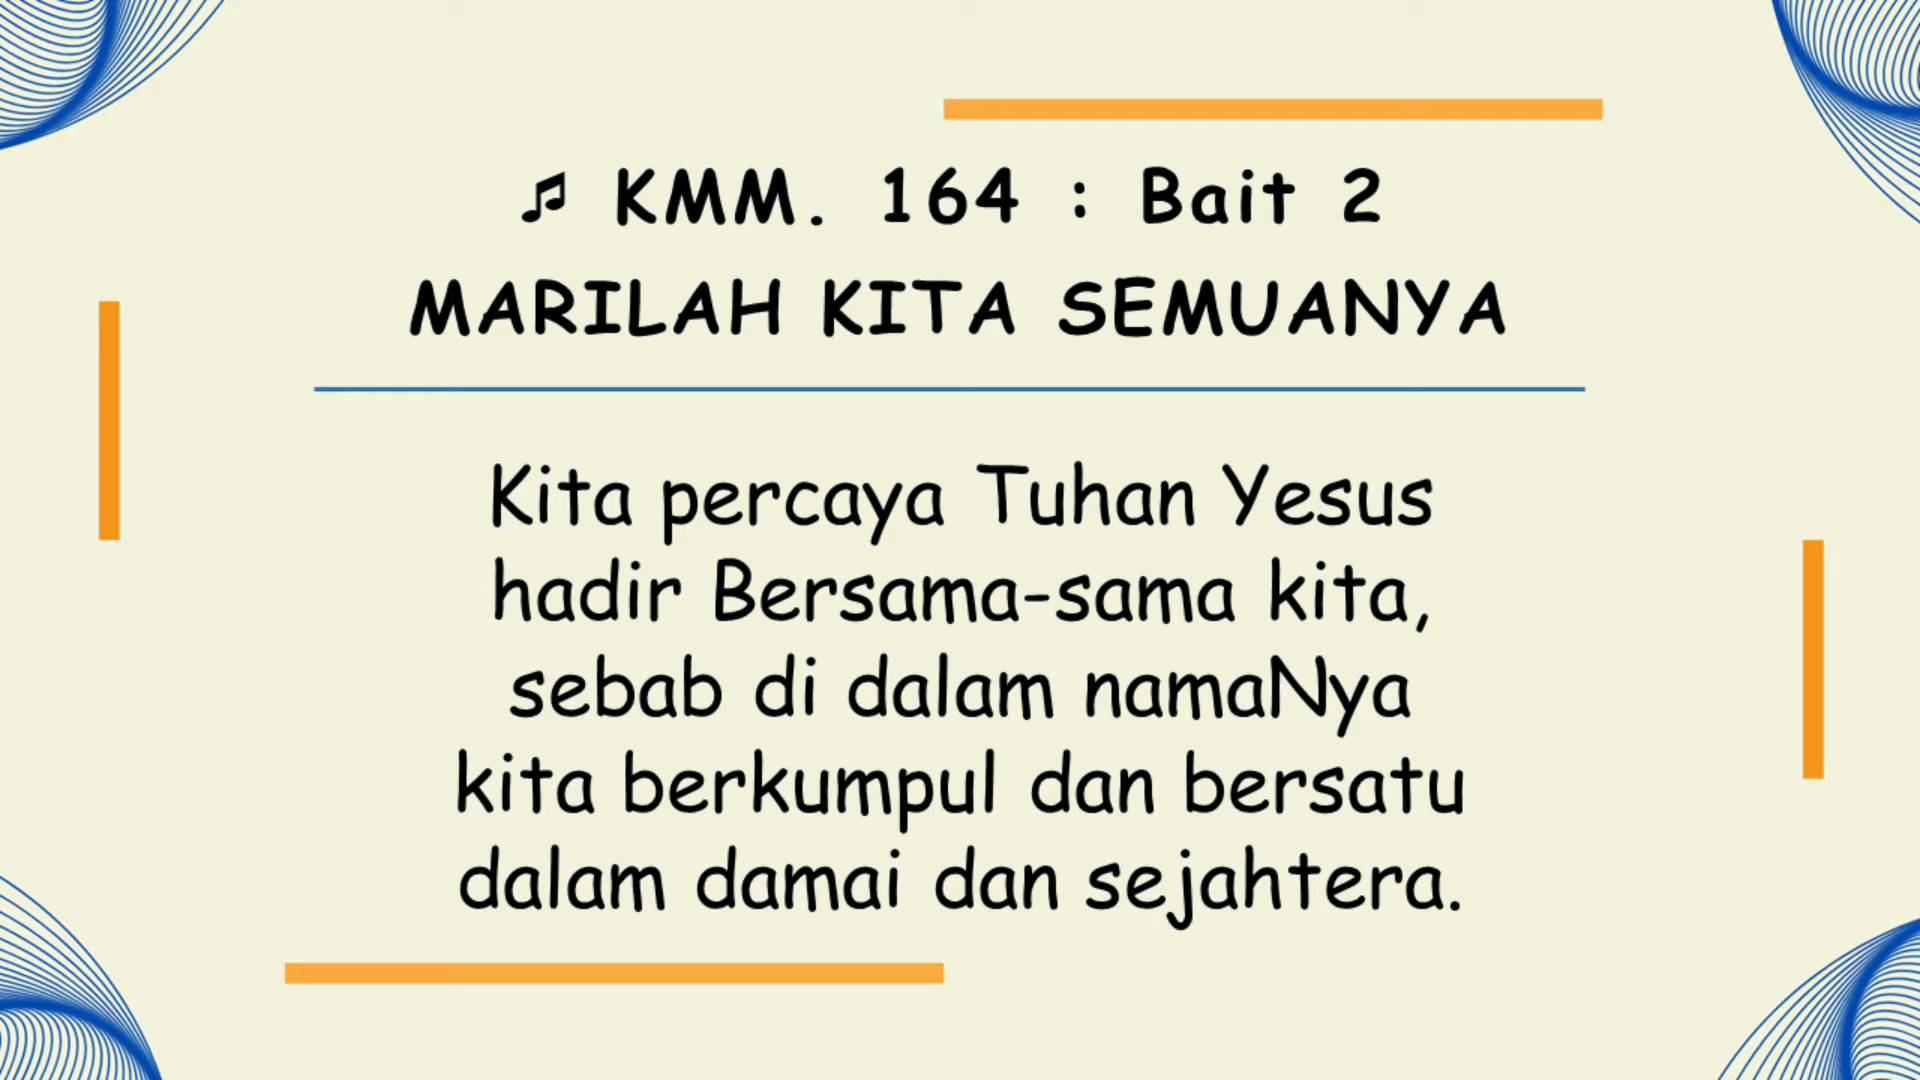 ♫ KMM. 164 : Bait 2
MARILAH KITA SEMUANYA
Kita percaya Tuhan Yesus
hadir Bersama-sama kita,
sebab di dalam namaNya
kita berkumpul dan bersatu
dalam damai dan sejahtera.